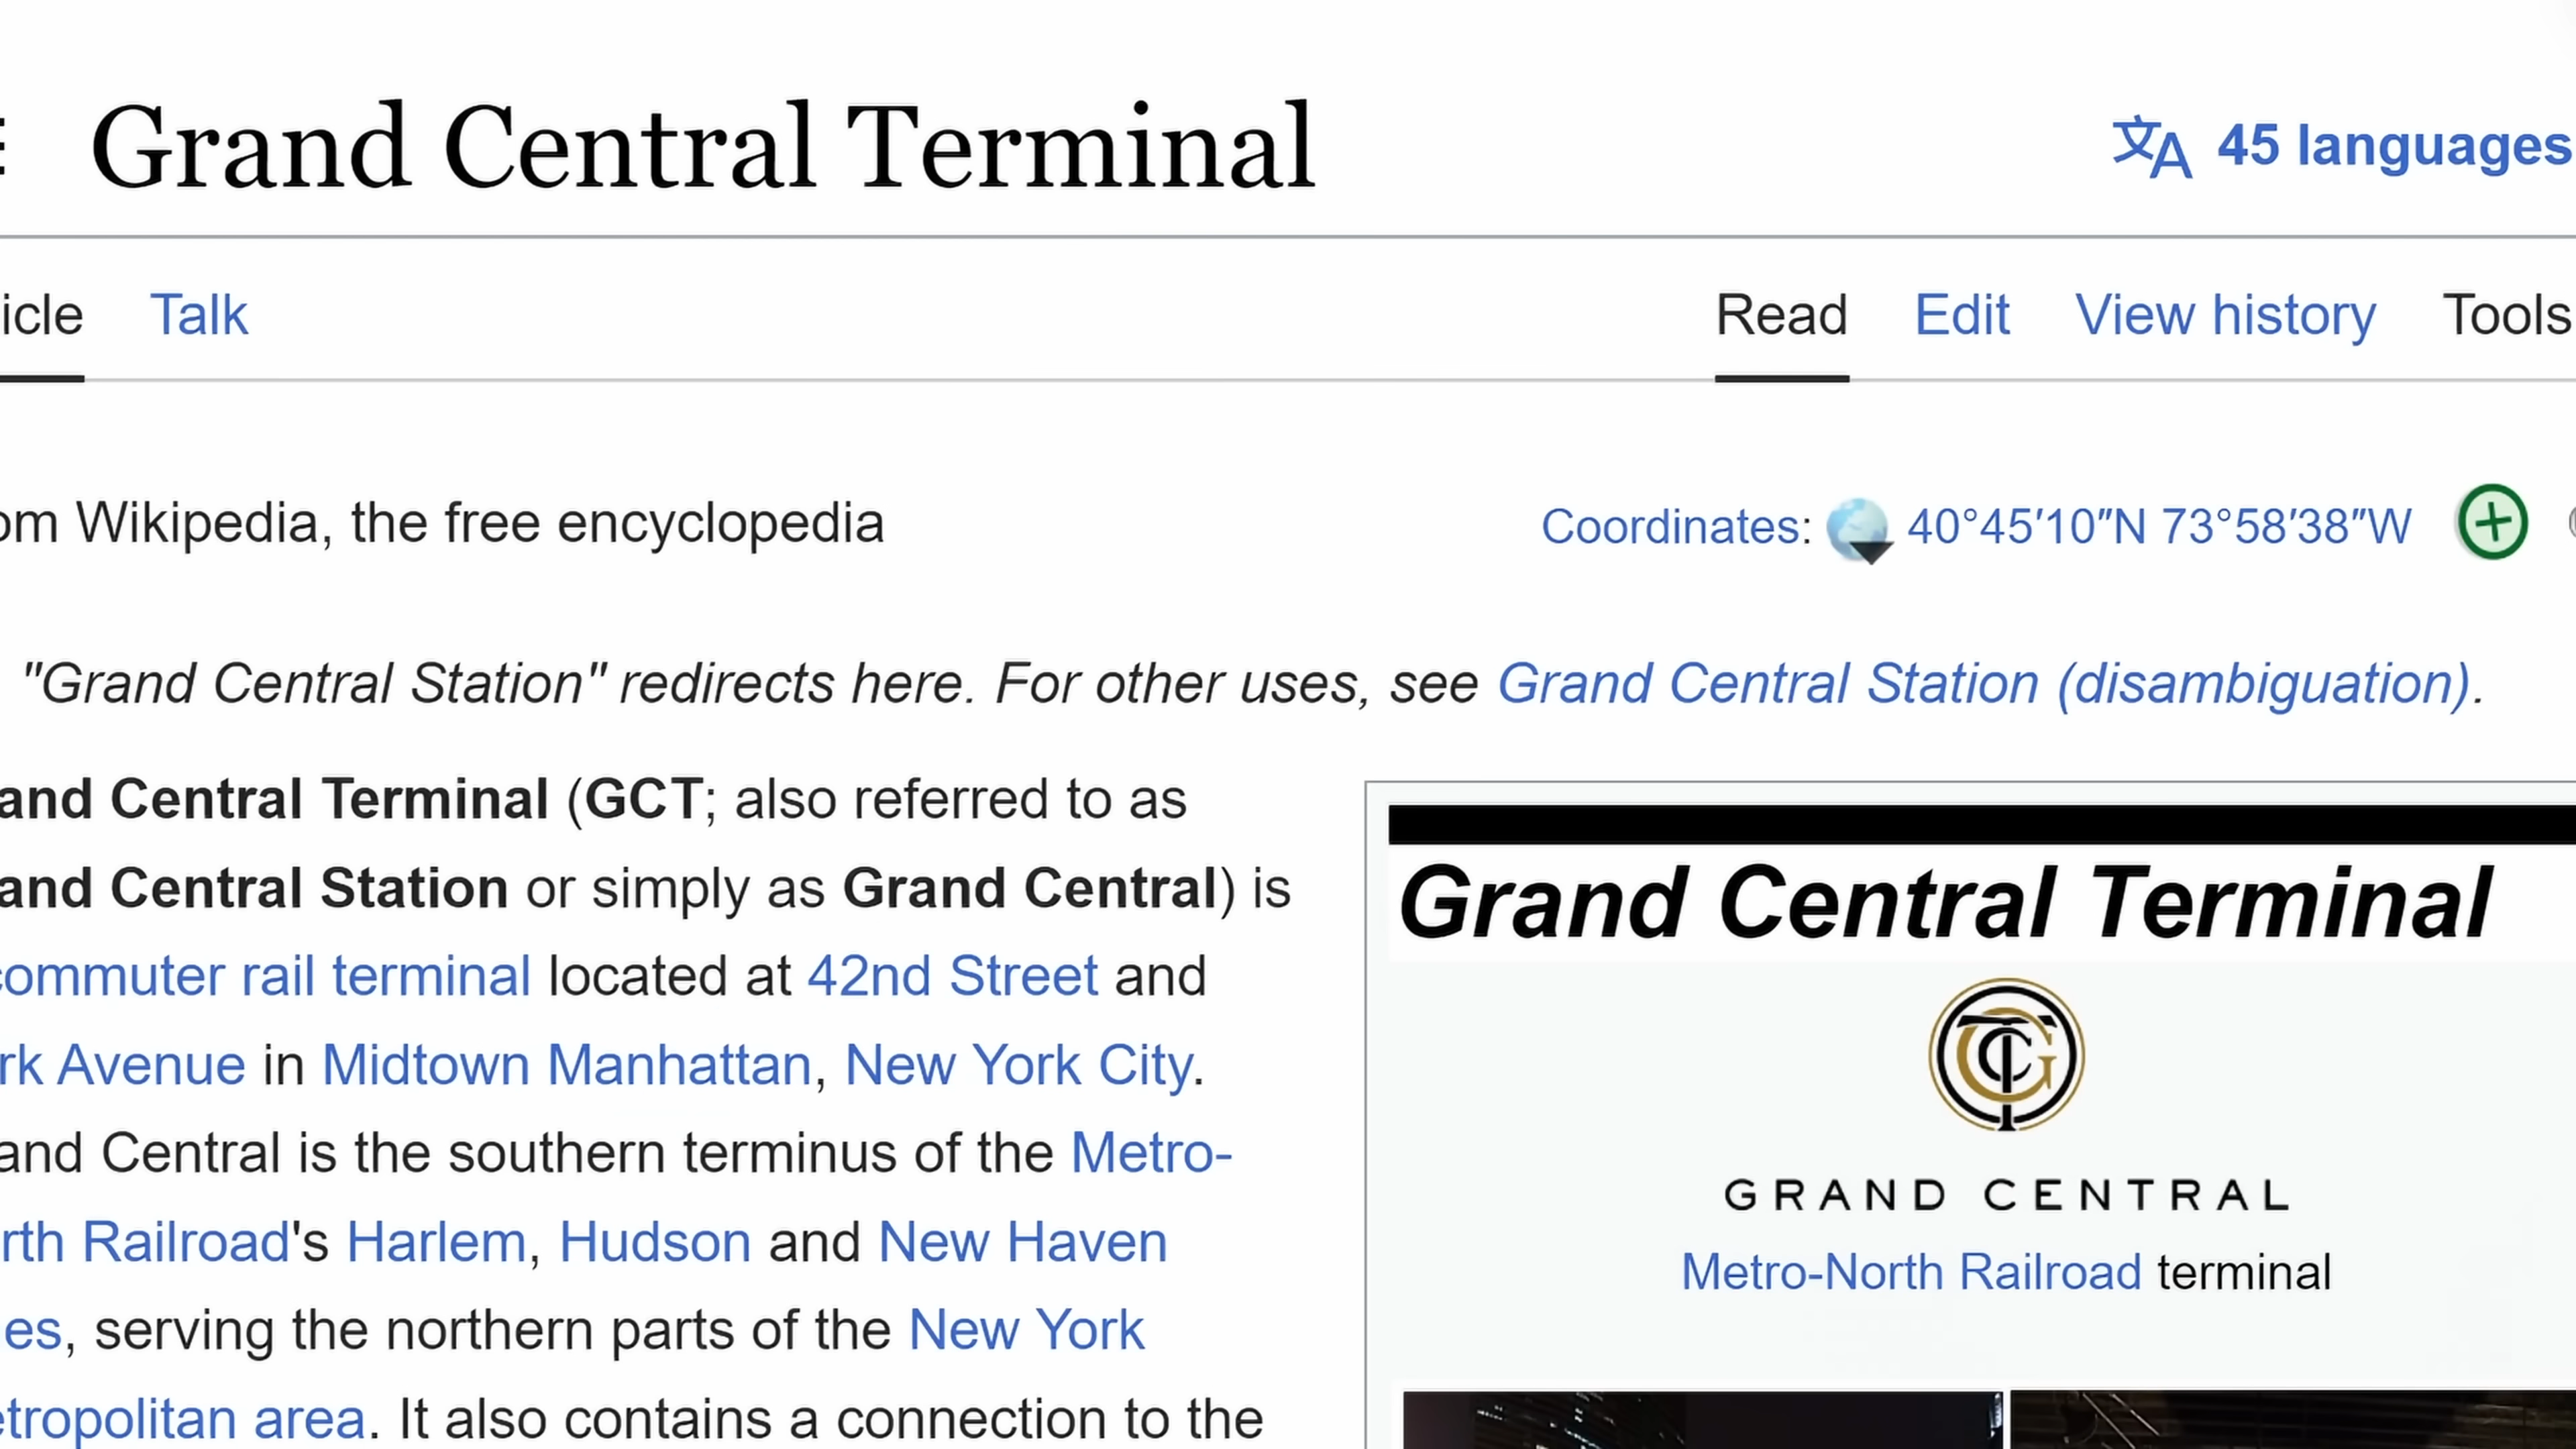 Grand Central Terminal
45 languages
icle Talk Read Edit View history Tools
om Wikipedia, the free encyclopedia
Coordinates: 40°45′10″N 73°58′38″W
"Grand Central Station" redirects here. For other uses, see Grand Central Station (disambiguation).
and Central Terminal (GCT; also referred to as
and Central Station or simply as Grand Central) is
commuter rail terminal located at 42nd Street and
rk Avenue in Midtown Manhattan, New York City.
and Central is the southern terminus of the Metro-
rth Railroad's Harlem, Hudson and New Haven
es, serving the northern parts of the New York
etropolitan area. It also contains a connection to the
Grand Central Terminal
GRAND CENTRAL
Metro-North Railroad terminal